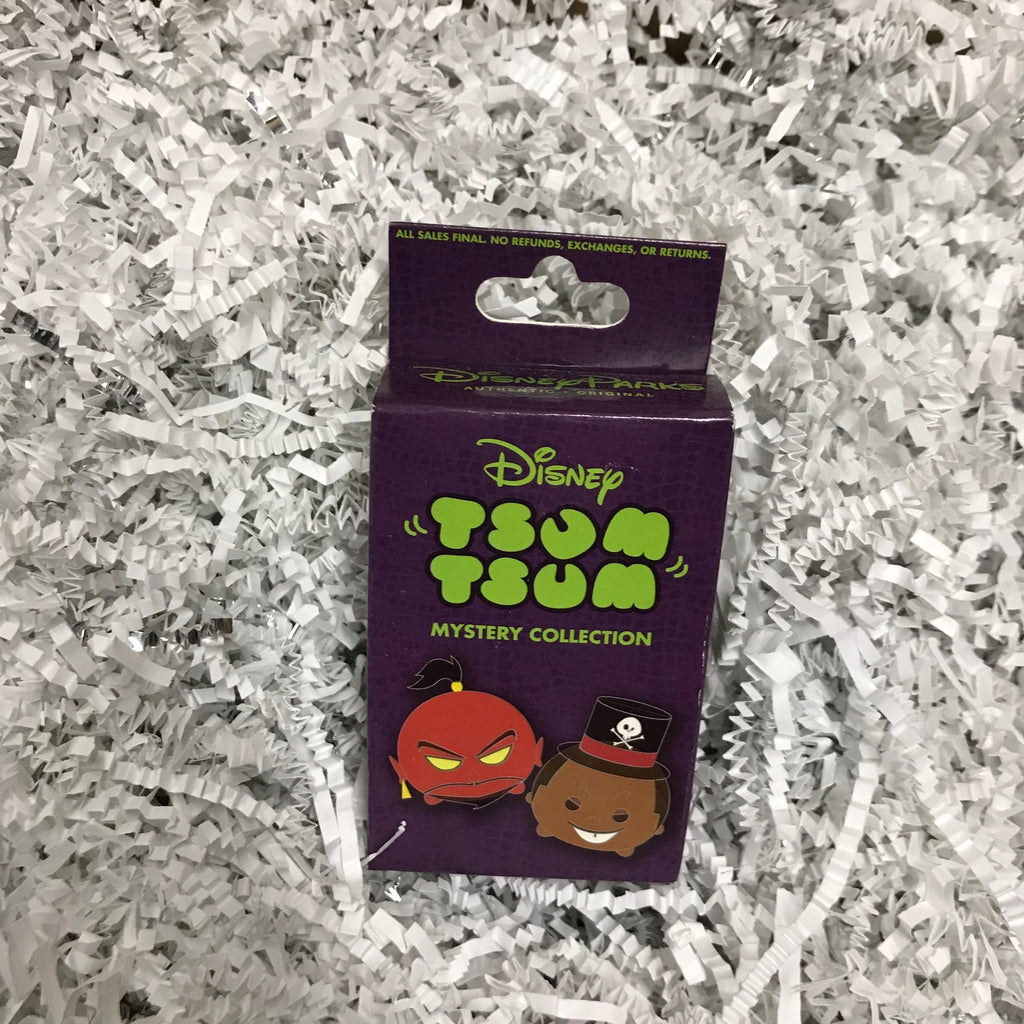 ALL SALES FINAL. NO REFUNDS, EXCHANGES, OR RETURNS.
DISNEY PARKS
AUTHENTIC • ORIGINAL
DISNEY
TSUM
TSUM
MYSTERY COLLECTION